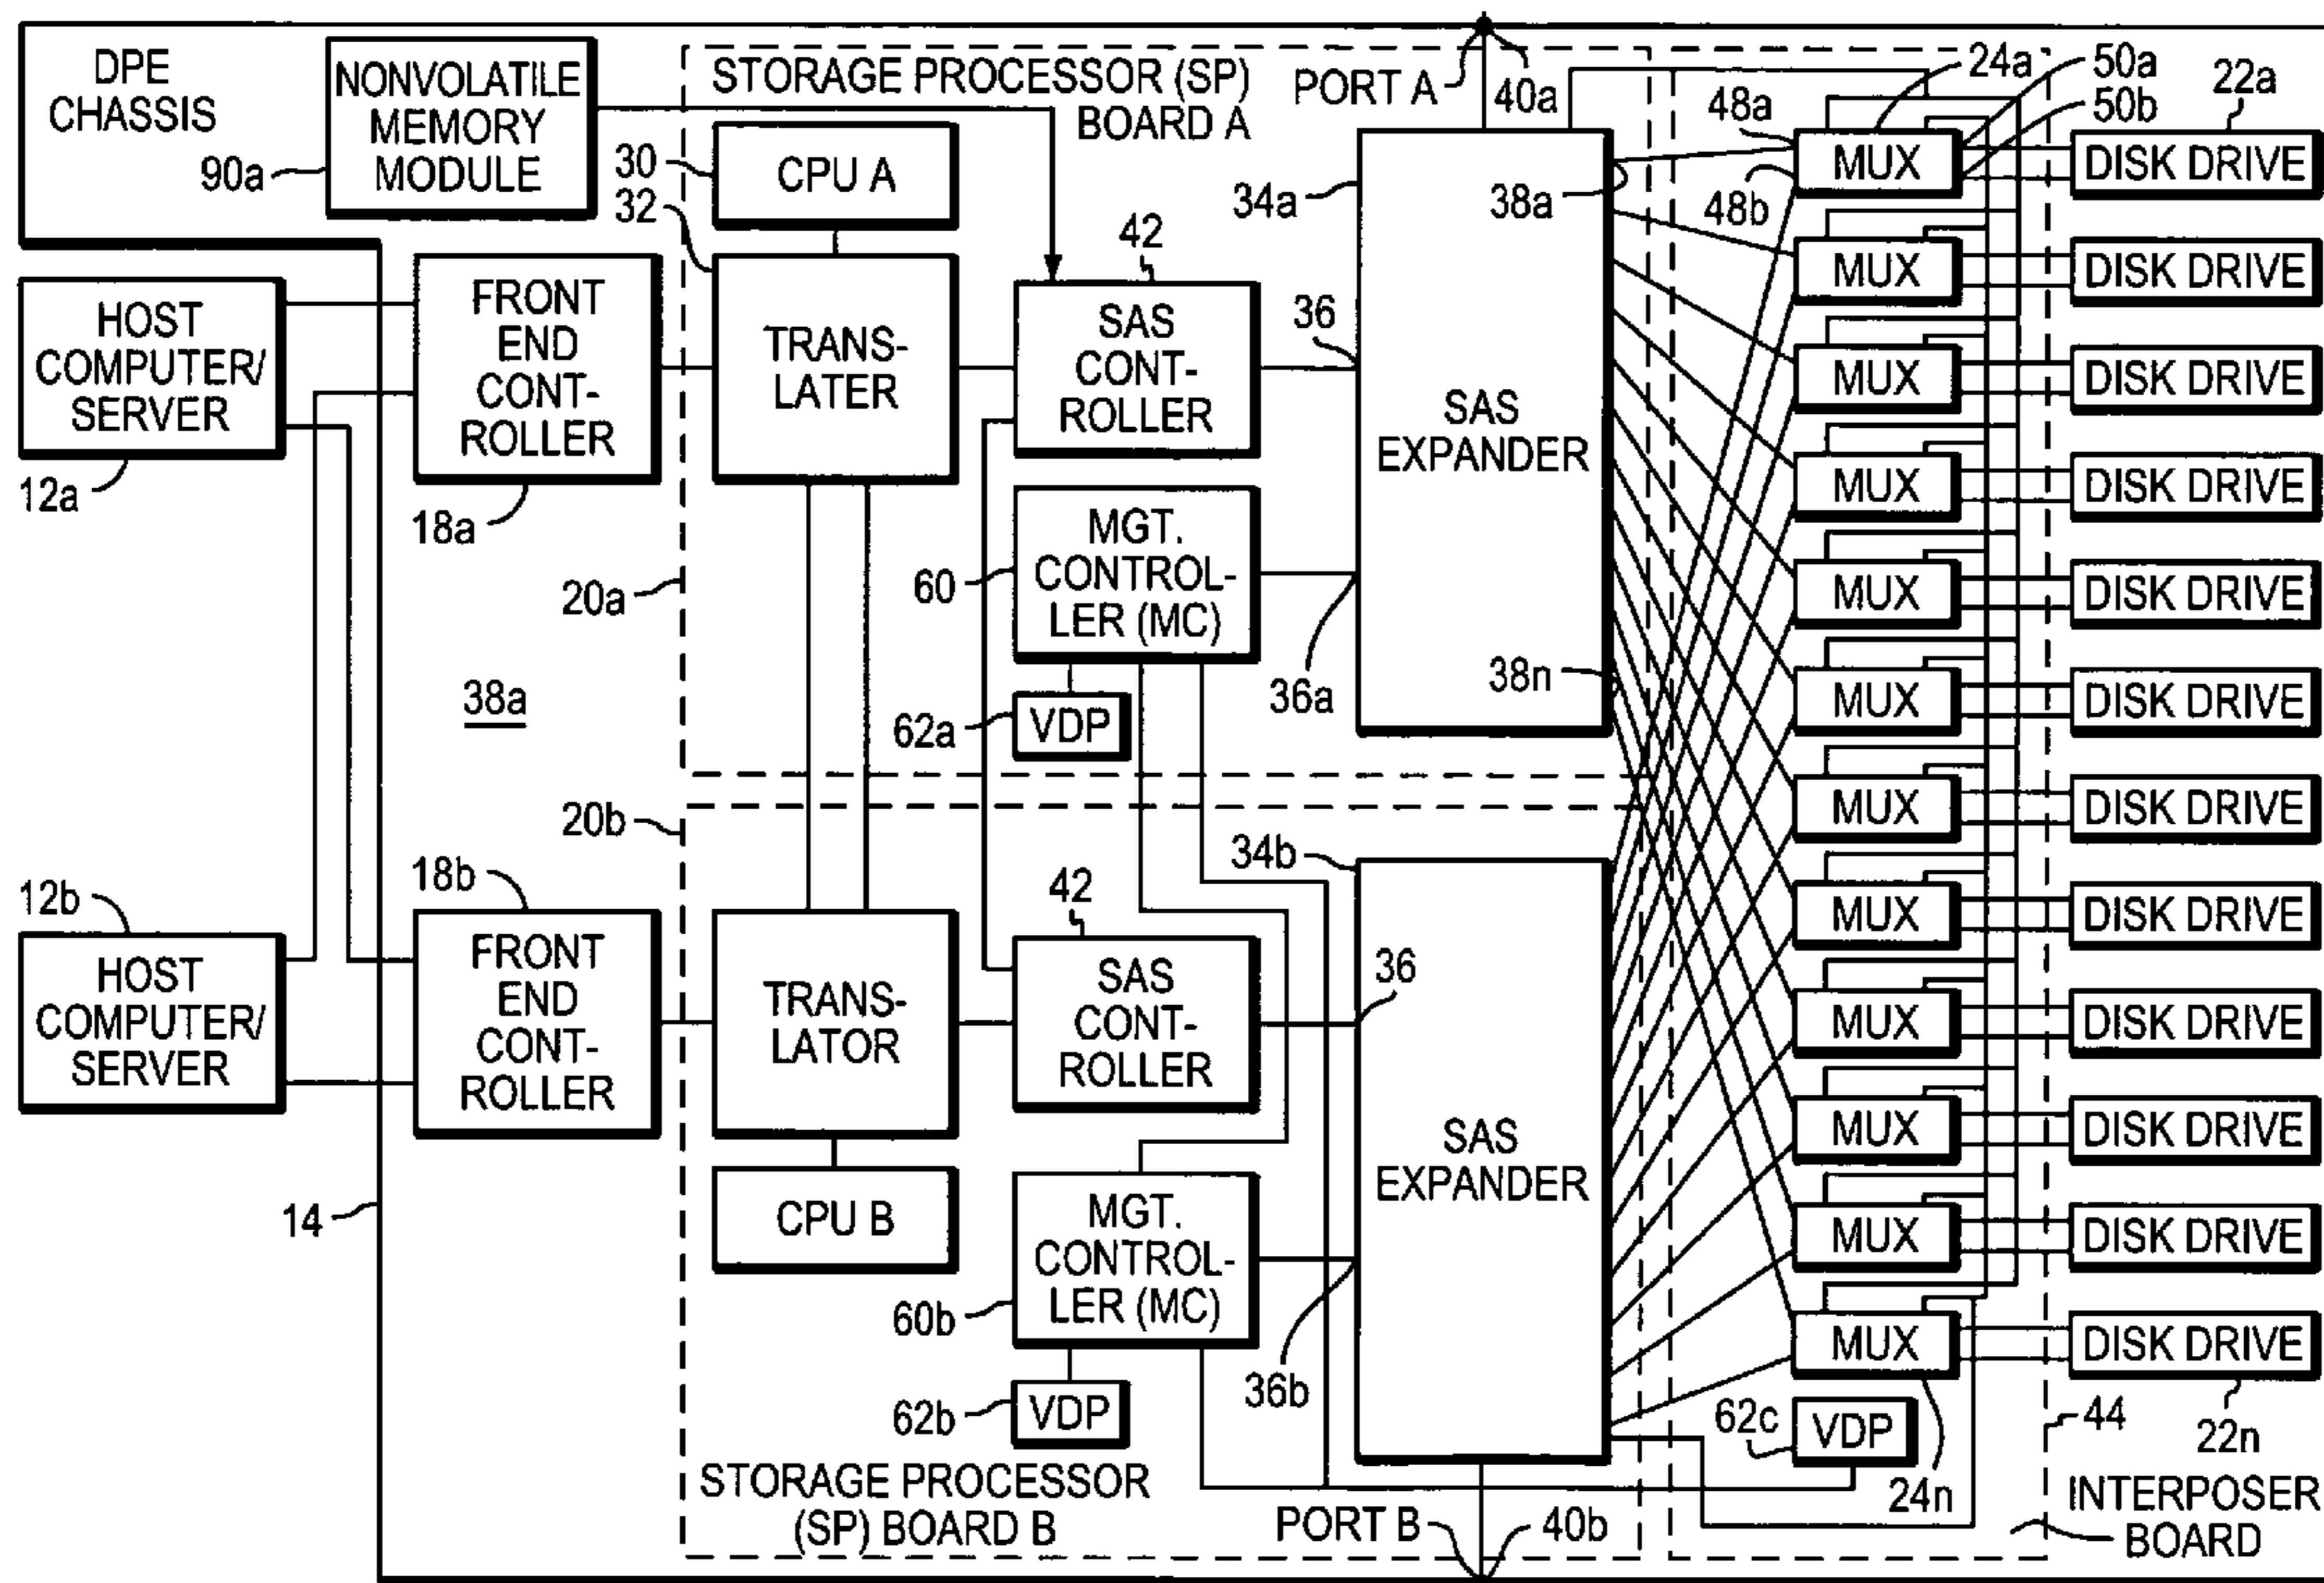 DPE
CHASSIS
NONVOLATILE
MEMORY
MODULE
90a
STORAGE PROCESSOR (SP)
BOARD A
PORT A
40a
24a
50a
50b
22a
48a
48b
30
CPU A
32
TRANS-
LATER
42
SAS
CONT-
ROLLER
34a
38a
36
SAS
EXPANDER
HOST
COMPUTER/
SERVER
12a
FRONT
END
CONT-
ROLLER
18a
20a
60
MGT.
CONTROL-
LER (MC)
36a
38n
62a
VDP
38a
MUX
DISK DRIVE
MUX
DISK DRIVE
MUX
DISK DRIVE
MUX
DISK DRIVE
MUX
DISK DRIVE
MUX
DISK DRIVE
MUX
DISK DRIVE
MUX
DISK DRIVE
MUX
DISK DRIVE
MUX
DISK DRIVE
MUX
DISK DRIVE
MUX
DISK DRIVE
20b
12b
HOST
COMPUTER/
SERVER
18b
FRONT
END
CONT-
ROLLER
TRANS-
LATOR
CPU B
42
SAS
CONT-
ROLLER
34b
36
SAS
EXPANDER
14
60b
MGT.
CONTROL-
LER (MC)
36b
62b
VDP
62c
VDP
24n
44
22n
STORAGE PROCESSOR
(SP) BOARD B
PORT B
40b
INTERPOSER
BOARD